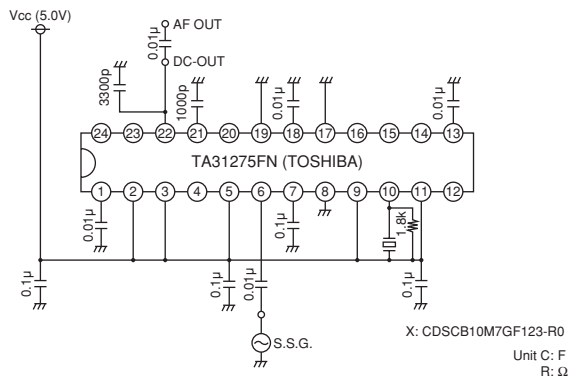 Vcc (5.0V)
AF OUT
0.01μ
DC-OUT
3300p
1000p
0.01μ
0.01μ
24 23 22 21 20 19 18 17 16 15 14 13
TA31275FN (TOSHIBA)
1 2 3 4 5 6 7 8 9 10 11 12
0.01μ
0.1μ
1.8k
0.1μ
0.1μ
0.01μ
0.1μ
S.S.G.
X: CDSCB10M7GF123-R0
Unit C: F
R: Ω